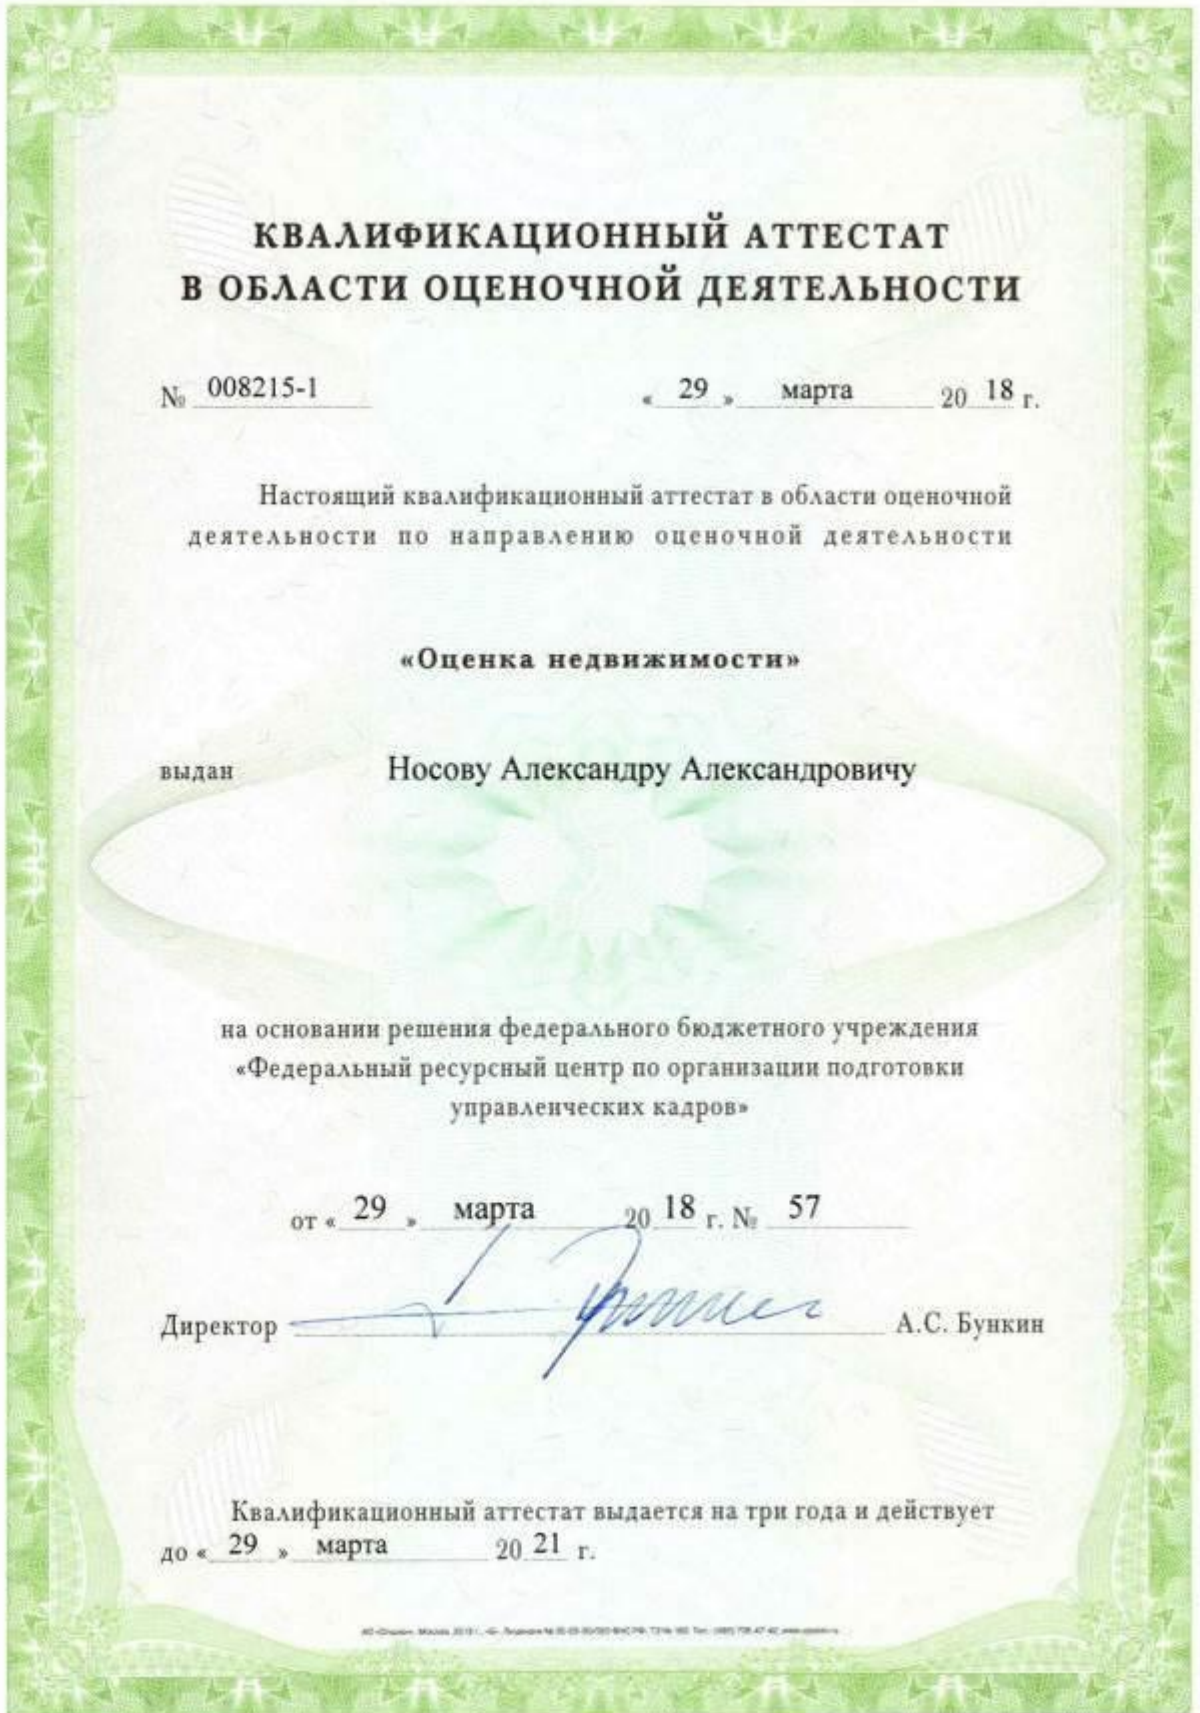 КВАЛИФИКАЦИОННЫЙ АТТЕСТАТ
В ОБЛАСТИ ОЦЕНОЧНОЙ ДЕЯТЕЛЬНОСТИ
№ 008215-1 « 29 » марта 20 18 г.
Настоящий квалификационный аттестат в области оценочной
деятельности по направлению оценочной деятельности
«Оценка недвижимости»
выдан Носову Александру Александровичу
на основании решения федерального бюджетного учреждения
«Федеральный ресурсный центр по организации подготовки
управленческих кадров»
от « 29 » марта 20 18 г. № 57
Директор А.С. Бункин
Квалификационный аттестат выдается на три года и действует
до « 29 » марта 20 21 г.